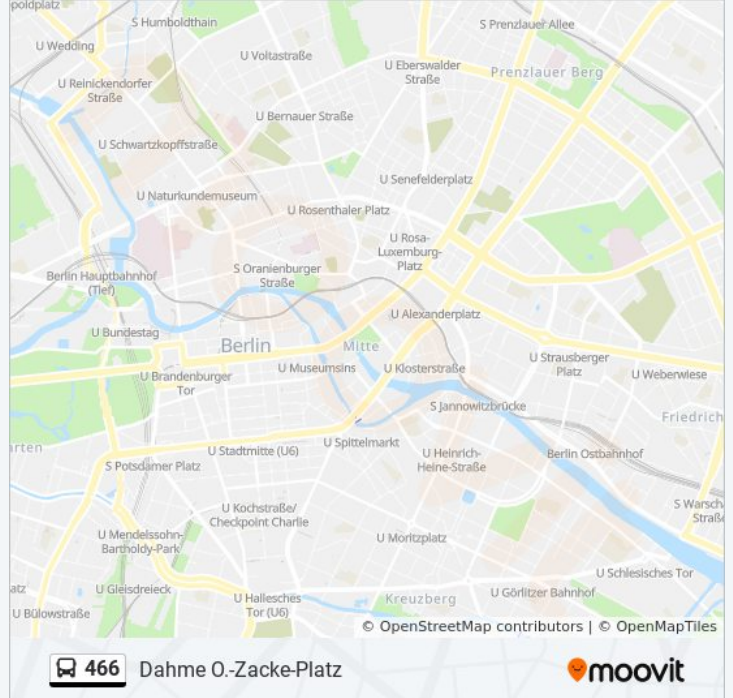 poldplatz
S Humboldthain
S Prenzlauer Allee
U Wedding
U Voltastraße
U Eberswalder
Straße
Prenzlauer Berg
U Reinickendorfer
Straße
U Bernauer Straße
U Schwartzkopffstraße
U Senefelderplatz
U Naturkundemuseum
U Rosenthaler Platz
U Rosa-
Luxemburg-
Platz
Berlin Hauptbahnhof
(Tief)
S Oranienburger
Straße
U Alexanderplatz
U Bundestag
Berlin
Mitte
U Museumsins
U Klosterstraße
U Strausberger
Platz
U Weberwiese
U Brandenburger
Tor
S Jannowitzbrücke
Friedrich
rten
U Stadtmitte (U6)
U Spittelmarkt
U Heinrich-
Heine-Straße
Berlin Ostbahnhof
S Potsdamer Platz
S Warsch
Straße
U Kochstraße/
Checkpoint Charlie
U Mendelssohn-
Bartholdy-Park
U Moritzplatz
U Schlesisches Tor
atz
U Gleisdreieck
U Hallesches
Tor (U6)
Kreuzberg
U Görlitzer Bahnhof
U Bülowstraße
© OpenStreetMap contributors | © OpenMapTiles
466 Dahme O.-Zacke-Platz
moovit